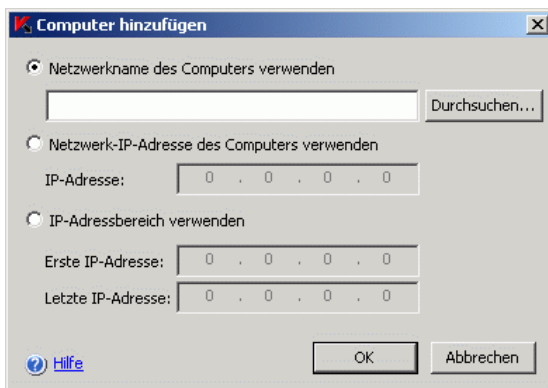 Computer hinzufügen
Netzwerkname des Computers verwenden
Durchsuchen...
Netzwerk-IP-Adresse des Computers verwenden
IP-Adresse: 0 . 0 . 0 . 0
IP-Adressbereich verwenden
Erste IP-Adresse: 0 . 0 . 0 . 0
Letzte IP-Adresse: 0 . 0 . 0 . 0
Hilfe OK Abbrechen